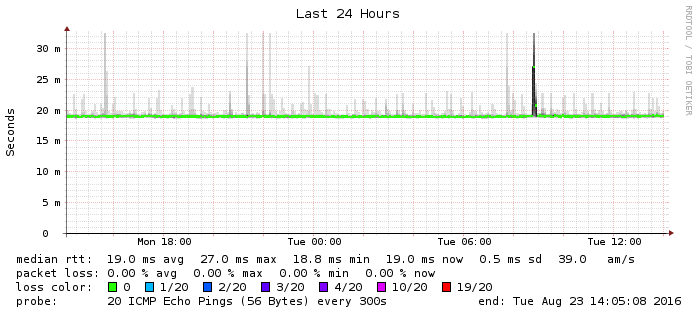 Last 24 Hours
RRDTOOL / TOBI OETIKER
Seconds
30 m
25 m
20 m
15 m
10 m
5 m
0
Mon 18:00 Tue 00:00 Tue 06:00 Tue 12:00
median rtt: 19.0 ms avg 27.0 ms max 18.8 ms min 19.0 ms now 0.5 ms sd 39.0 am/s
packet loss: 0.00 % avg 0.00 % max 0.00 % min 0.00 % now
loss color: 0 1/20 2/20 3/20 4/20 10/20 19/20
probe: 20 ICMP Echo Pings (56 Bytes) every 300s end: Tue Aug 23 14:05:08 2016